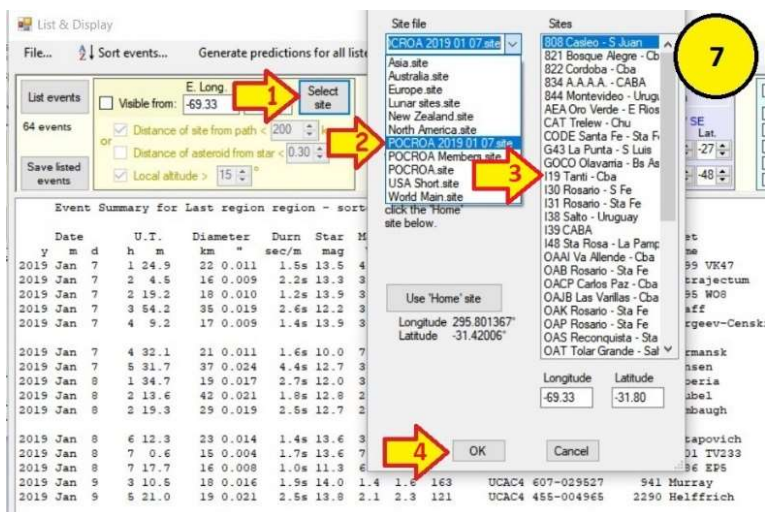 List & Display
File... Sort events... Generate predictions for all liste
List events
Visible from:
E. Long.
-69.33
1
Select site
64 events
or
Distance of site from path < 200 k
2
Distance of asteroid from star < 0.30
Local altitude > 15 °
Save listed events
Site file
ICROA 2019 01 07.site
Asia.site
Australia.site
Europe.site
Lunar sites.site
New Zealand.site
North America.site
POCROA 2019 01 07.site
POCROA Members.site
POCROA.site
USA Short.site
World Main.site
click the 'Home'
site below.
3
Use 'Home' site
Longitude 295.801367°
Latitude -31.42006°
Sites
808 Casleo - S Juan
821 Bosque Alegre - Cb
822 Cordoba - Cba
834 A.A.A.A. - CABA
844 Montevideo - Urugu
AEA Oro Verde - E Rios
CAT Trelew - Chu
CODE Santa Fe - Sta F
G43 La Punta - S Luis
GOCO Olavarria - Bs As
I19 Tanti - Cba
I30 Rosario - S Fe
I31 Rosario - Sta Fe
I38 Salto - Uruguay
I39 CABA
I48 Sta Rosa - La Pamp
OAAI Va Allende - Cba
OAB Rosario - Sta Fe
OACP Carlos Paz - Cba
OAJB Las Varillas - Cba
OAK Rosario - Sta Fe
OAP Rosario - Sta Fe
OAS Reconquista - Sta
OAT Tolar Grande - Sal
Longitude Latitude
-69.33 -31.80
4
OK
Cancel
7
SE
Lat.
-27
-48
Event Summary for Last region region - sort
Date U.T. Diameter Durn Star M et
y m d h m km " sec/m mag me
2019 Jan 7 1 24.9 22 0.011 1.5s 13.5 4 99 VK47
2019 Jan 7 2 4.5 16 0.009 2.2s 13.3 3 trajectum
2019 Jan 7 2 19.2 18 0.010 1.2s 13.9 3 95 WO8
2019 Jan 7 3 54.2 35 0.019 2.6s 12.2 3 aff
2019 Jan 7 4 9.2 17 0.009 1.4s 13.9 3 rgeev-Censki
2019 Jan 7 4 32.1 21 0.011 1.6s 10.0 7 rmansk
2019 Jan 7 5 31.7 37 0.024 4.4s 12.7 3 nsen
2019 Jan 8 1 34.7 19 0.017 2.7s 12.0 3 beria
2019 Jan 8 2 13.6 42 0.021 1.8s 12.8 2 ubel
2019 Jan 8 2 19.3 29 0.019 2.5s 12.7 2 mbaugh
2019 Jan 8 6 12.3 23 0.014 1.4s 13.6 3 tapovich
2019 Jan 8 7 0.6 15 0.004 1.7s 13.6 7 01 TV233
2019 Jan 8 7 17.7 16 0.008 1.0s 11.3 6 86 EP5
2019 Jan 9 3 10.5 18 0.016 1.9s 14.0 1.4 1.6 163 UCAC4 607-029527 941 Murray
2019 Jan 9 5 21.0 19 0.021 2.5s 13.8 2.1 2.3 121 UCAC4 455-004965 2290 Helffrich